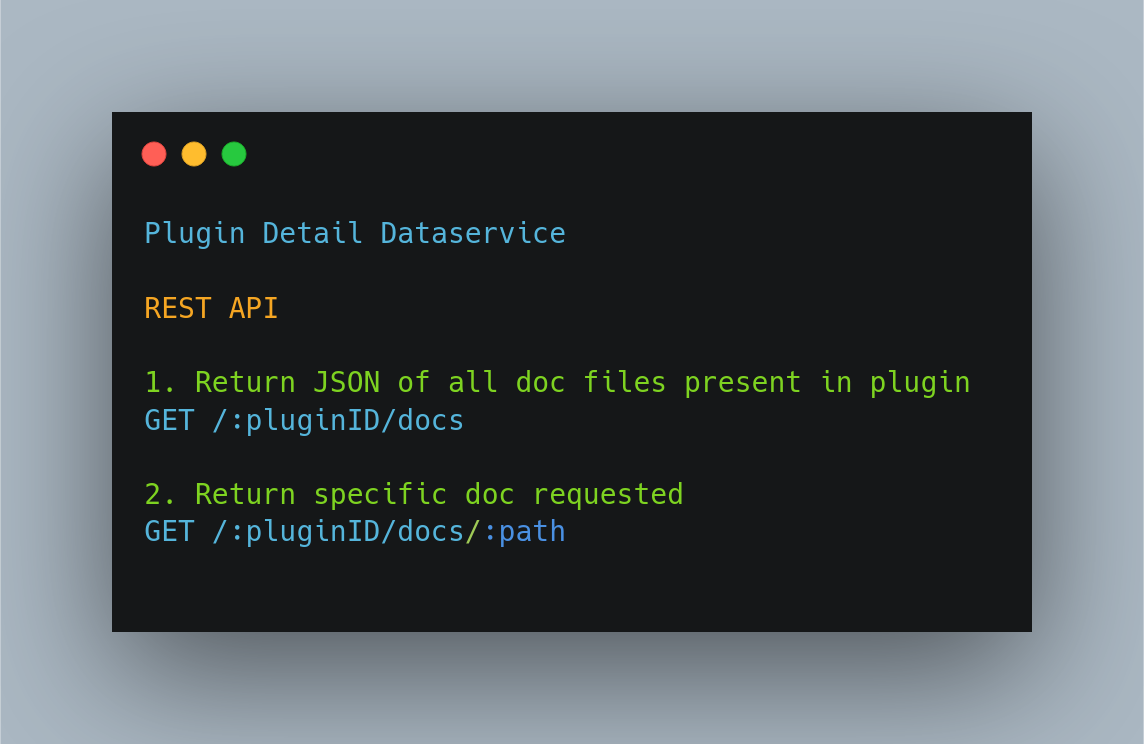 Plugin Detail Dataservice
REST API
1. Return JSON of all doc files present in plugin
GET /:pluginID/docs
2. Return specific doc requested
GET /:pluginID/docs/:path